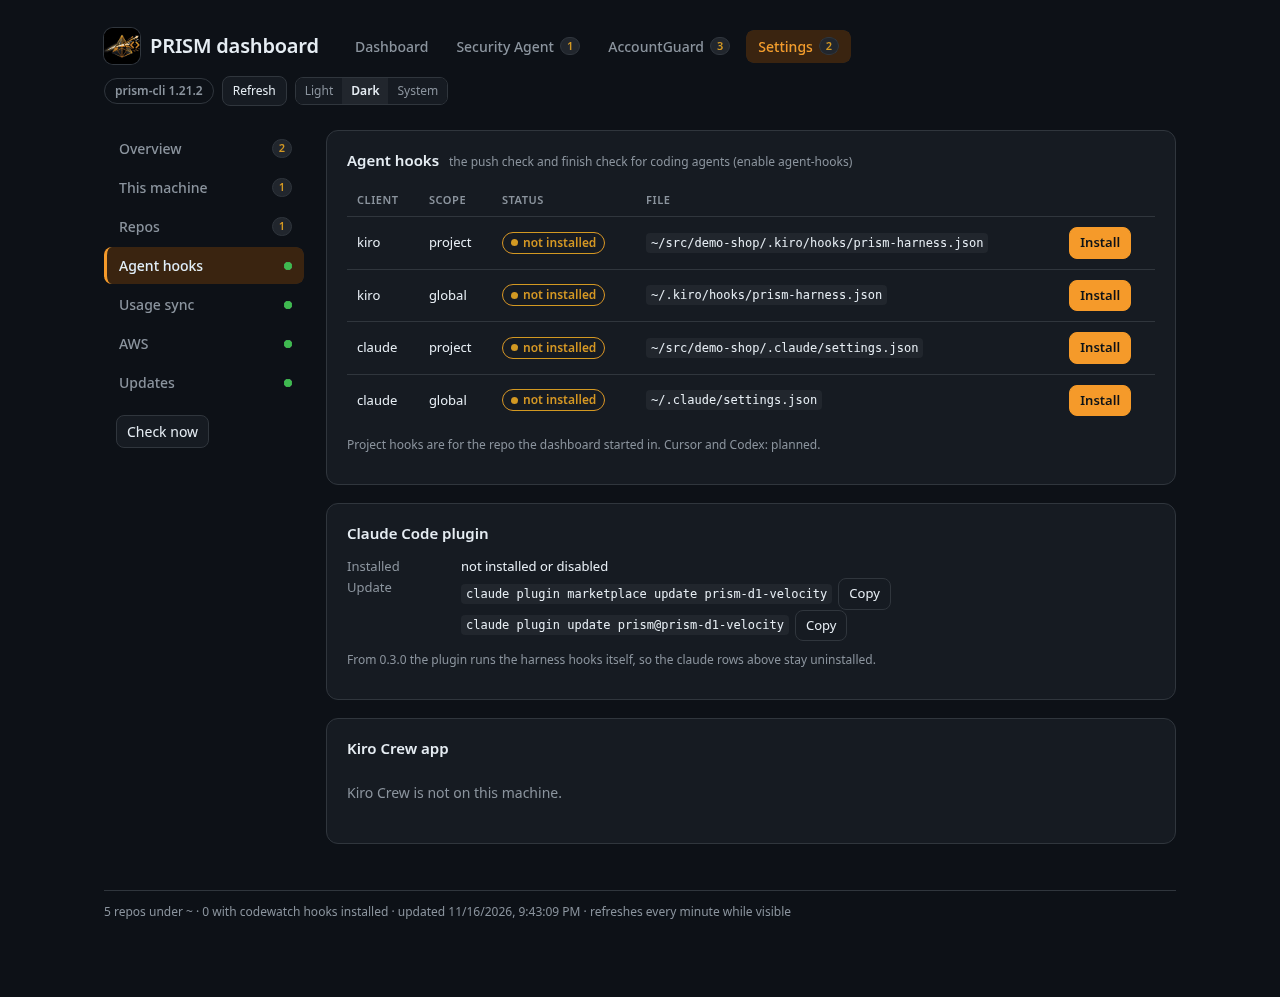 PRISM dashboard
Dashboard
Security Agent 1
AccountGuard 3
Settings 2
prism-cli 1.21.2
Refresh
Light Dark System
Overview 2
This machine 1
Repos 1
Agent hooks
Usage sync
AWS
Updates
Check now
Agent hooks the push check and finish check for coding agents (enable agent-hooks)
CLIENT SCOPE STATUS FILE
kiro project not installed ~/src/demo-shop/.kiro/hooks/prism-harness.json Install
kiro global not installed ~/.kiro/hooks/prism-harness.json Install
claude project not installed ~/src/demo-shop/.claude/settings.json Install
claude global not installed ~/.claude/settings.json Install
Project hooks are for the repo the dashboard started in. Cursor and Codex: planned.
Claude Code plugin
Installed not installed or disabled
Update claude plugin marketplace update prism-d1-velocity Copy
claude plugin update prism@prism-d1-velocity Copy
From 0.3.0 the plugin runs the harness hooks itself, so the claude rows above stay uninstalled.
Kiro Crew app
Kiro Crew is not on this machine.
5 repos under ~ · 0 with codewatch hooks installed · updated 11/16/2026, 9:43:09 PM · refreshes every minute while visible